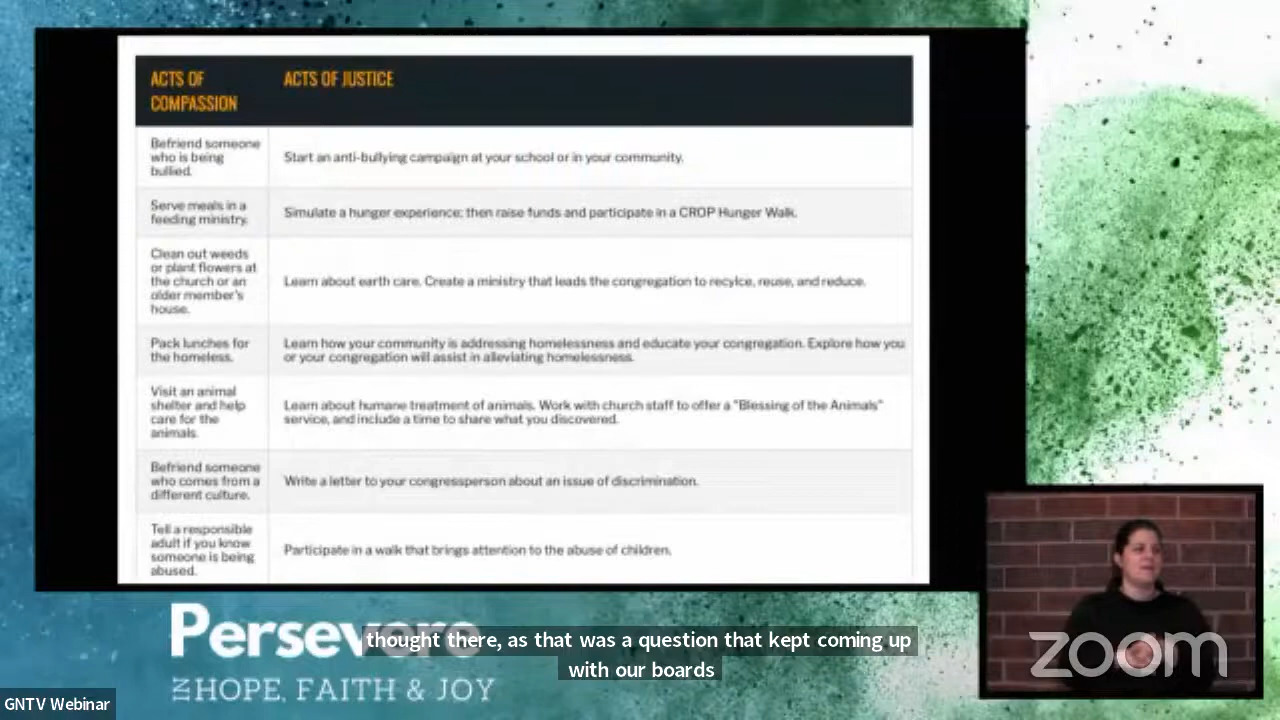 ACTS OF
COMPASSION
ACTS OF JUSTICE
Befriend someone
who is being
bullied.
Start an anti-bullying campaign at your school or in your community.
Serve meals in a
feeding ministry.
Simulate a hunger experience; then raise funds and participate in a CROP Hunger Walk.
Clean out weeds
or plant flowers at
the church or an
older member's
house.
Learn about earth care. Create a ministry that leads the congregation to recylce, reuse, and reduce.
Pack lunches for
the homeless.
Learn how your community is addressing homelessness and educate your congregation. Explore how you
or your congregation will assist in alleviating homelessness.
Visit an animal
shelter and help
care for the
animals.
Learn about humane treatment of animals. Work with church staff to offer a "Blessing of the Animals"
service, and include a time to share what you discovered.
Befriend someone
who comes from a
different culture.
Write a letter to your congressperson about an issue of discrimination.
Tell a responsible
adult if you know
someone is being
abused.
Participate in a walk that brings attention to the abuse of children.
Persevere
IN HOPE, FAITH & JOY
thought there, as that was a question that kept coming up
with our boards
zoom
GNTV Webinar